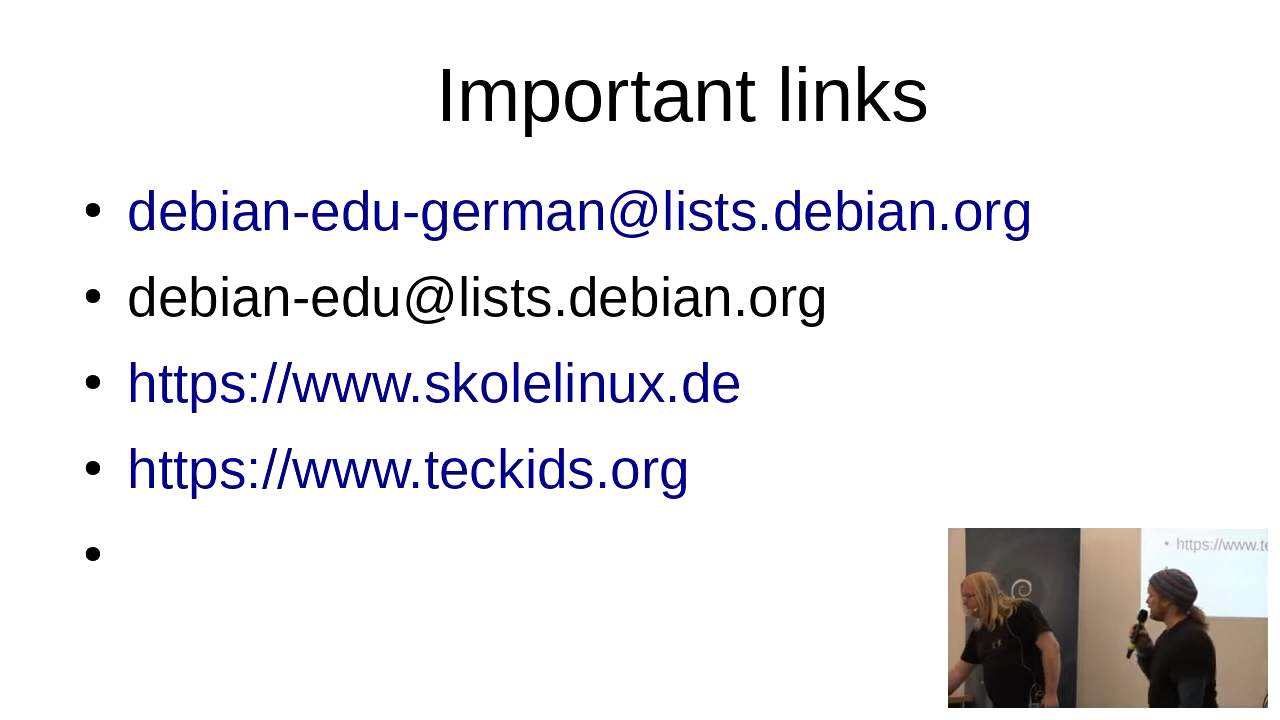 Important links
• debian-edu-german@lists.debian.org
• debian-edu@lists.debian.org
• https://www.skolelinux.de
• https://www.teckids.org
•
• https://www.te